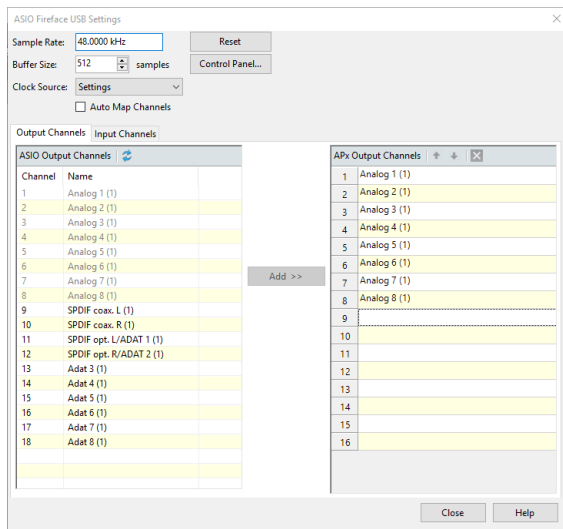 ASIO Fireface USB Settings
Sample Rate: 48.0000 kHz Reset
Buffer Size: 512 samples Control Panel...
Clock Source: Settings
Auto Map Channels
Output Channels Input Channels
ASIO Output Channels
Channel Name
1 Analog 1 (1)
2 Analog 2 (1)
3 Analog 3 (1)
4 Analog 4 (1)
5 Analog 5 (1)
6 Analog 6 (1)
7 Analog 7 (1)
8 Analog 8 (1)
9 SPDIF coax. L (1)
10 SPDIF coax. R (1)
11 SPDIF opt. L/ADAT 1 (1)
12 SPDIF opt. R/ADAT 2 (1)
13 Adat 3 (1)
14 Adat 4 (1)
15 Adat 5 (1)
16 Adat 6 (1)
17 Adat 7 (1)
18 Adat 8 (1)
Add >>
APx Output Channels
1 Analog 1 (1)
2 Analog 2 (1)
3 Analog 3 (1)
4 Analog 4 (1)
5 Analog 5 (1)
6 Analog 6 (1)
7 Analog 7 (1)
8 Analog 8 (1)
9
10
11
12
13
14
15
16
Close Help